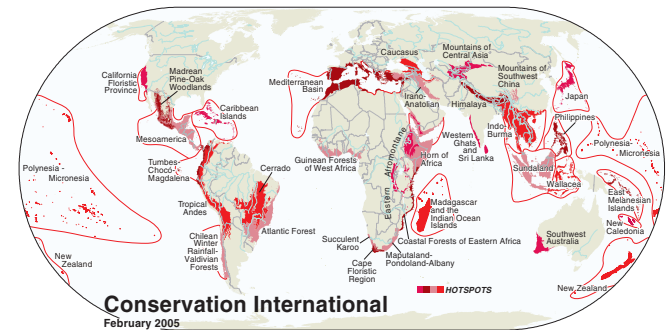 California
Floristic
Province
Madrean
Pine-Oak
Woodlands
Caribbean
Islands
Mesoamerica
Polynesia -
Micronesia
Tumbes-
Chocó-
Magdalena
Tropical
Andes
Cerrado
Atlantic Forest
Chilean
Winter
Rainfall-
Valdivian
Forests
New
Zealand
Mediterranean
Basin
Caucasus
Irano-
Anatolian
Mountains of
Central Asia
Mountains of
Southwest
China
Himalaya
Japan
Western
Ghats
and
Sri Lanka
Indo-
Burma
Philippines
Polynesia-
Micronesia
Sundaland
Wallacea
East
Melanesian
Islands
New
Caledonia
Guinean Forests
of West Africa
Eastern Afromontane
Horn of
Africa
Madagascar
and the
Indian Ocean
Islands
Coastal Forests of Eastern Africa
Succulent
Karoo
Cape
Floristic
Region
Maputaland-
Pondoland-Albany
Southwest
Australia
New Zealand
HOTSPOTS
Conservation International
February 2005